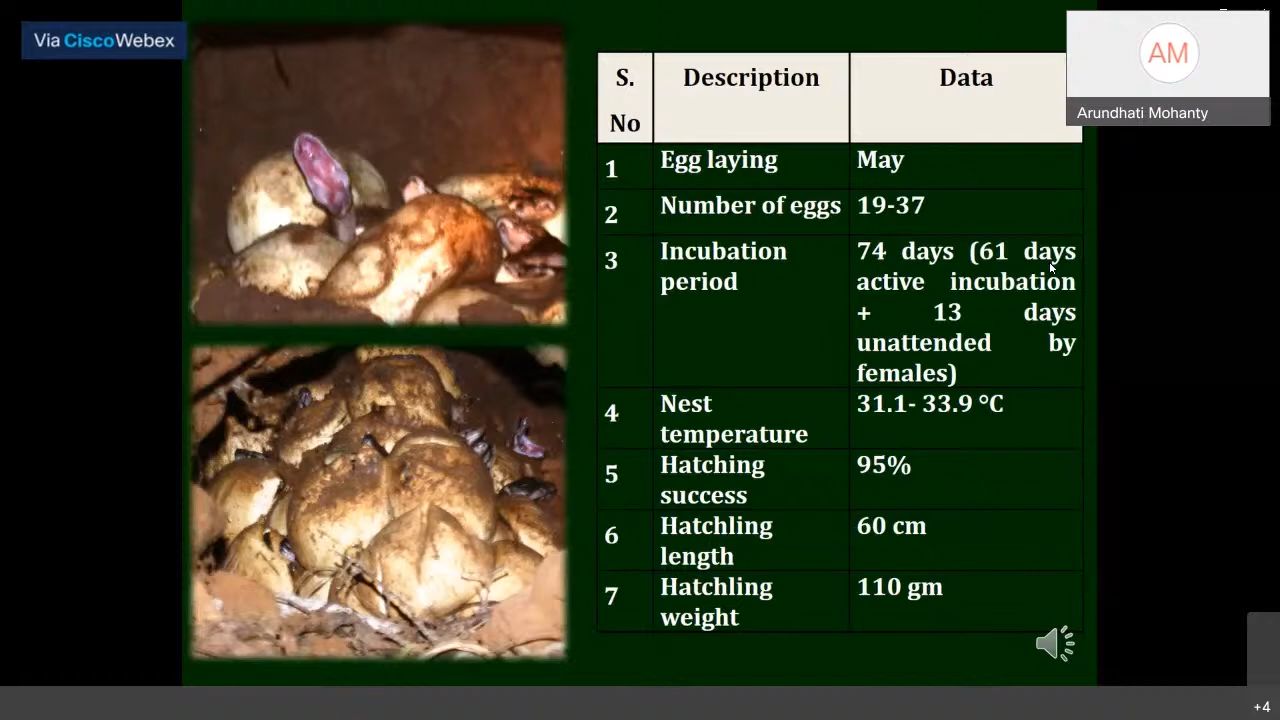 Via CiscoWebex
AM
Arundhati Mohanty
S. No Description Data
1 Egg laying May
2 Number of eggs 19-37
3 Incubation period 74 days (61 days active incubation + 13 days unattended by females)
4 Nest temperature 31.1- 33.9 °C
5 Hatching success 95%
6 Hatchling length 60 cm
7 Hatchling weight 110 gm
+4